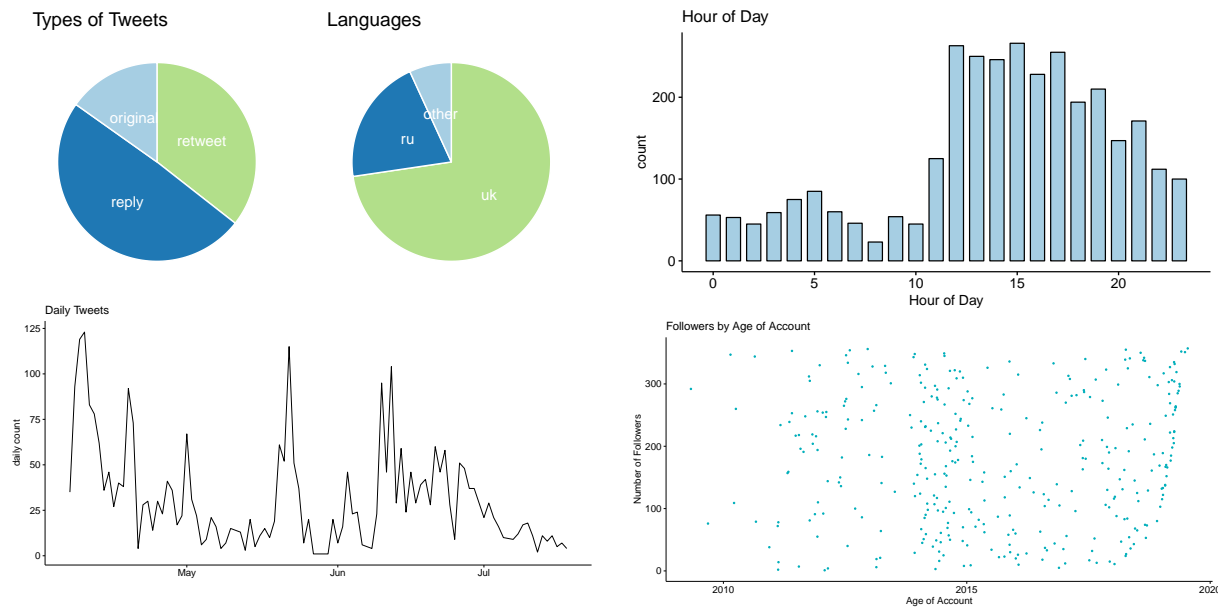 Types of Tweets
original
retweet
reply
Languages
other
ru
uk
Hour of Day
count
200
100
0
0 5 10 15 20
Hour of Day
Daily Tweets
daily count
125
100
75
50
25
0
May Jun Jul
Followers by Age of Account
Number of Followers
300
200
100
0
2010 2015 2020
Age of Account